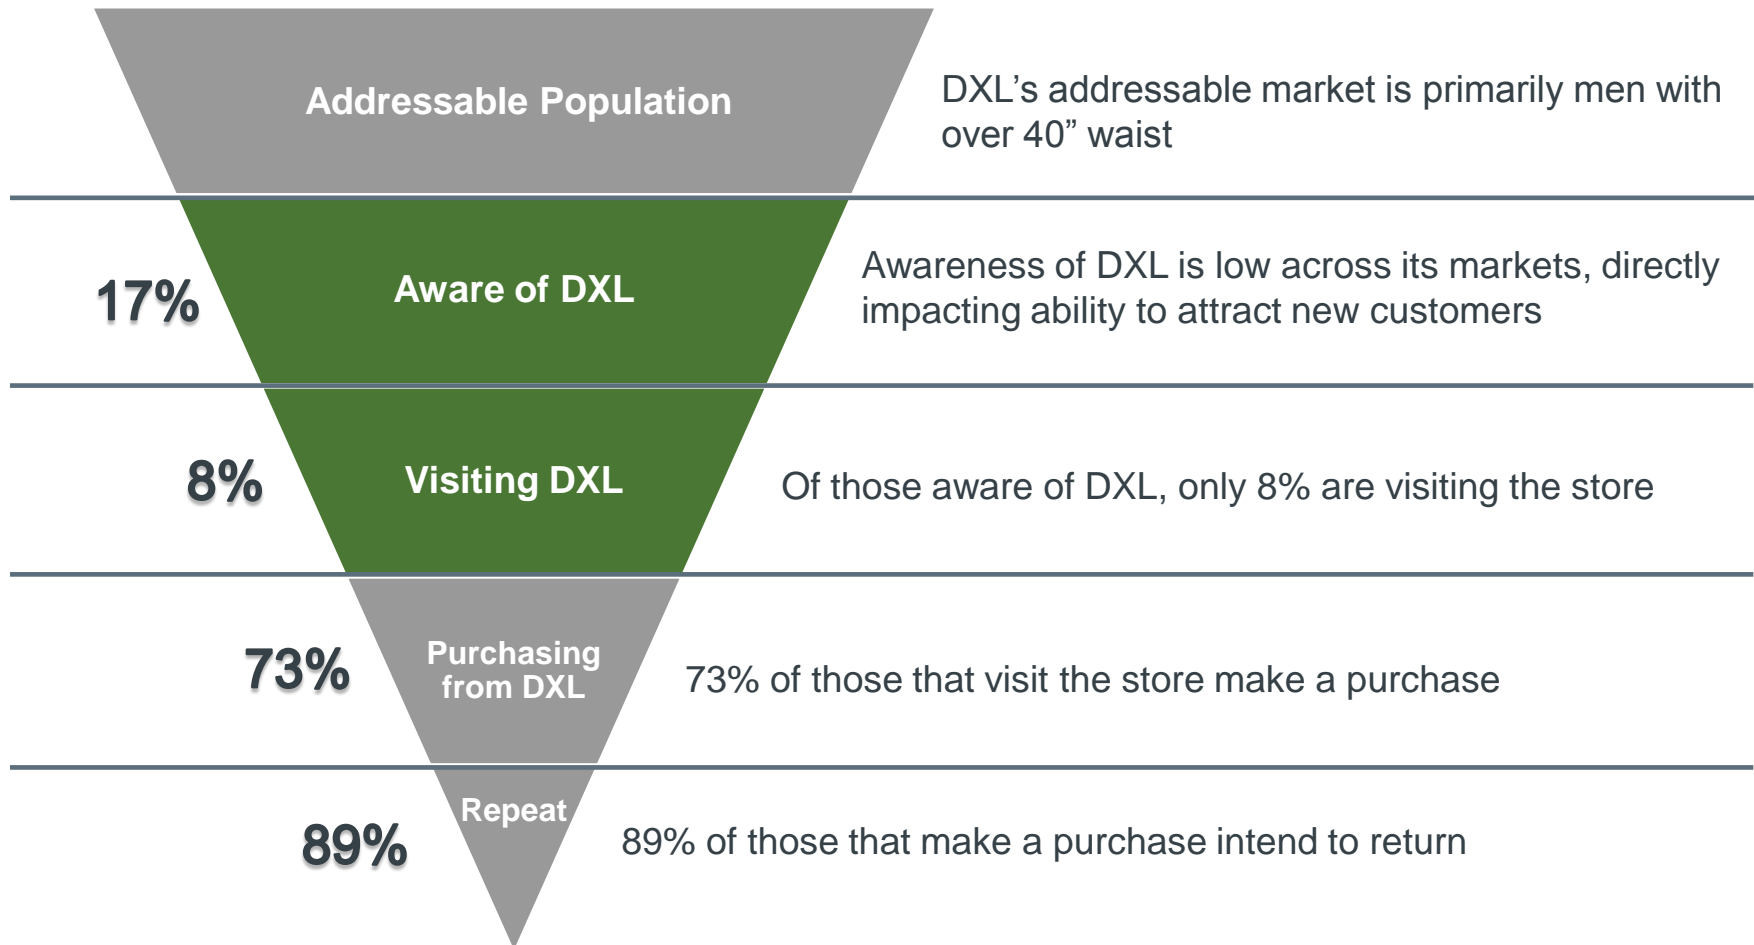 Addressable Population
DXL’s addressable market is primarily men with
over 40” waist
17%
Aware of DXL
Awareness of DXL is low across its markets, directly
impacting ability to attract new customers
8%
Visiting DXL
Of those aware of DXL, only 8% are visiting the store
73%
Purchasing
from DXL
73% of those that visit the store make a purchase
89%
Repeat
89% of those that make a purchase intend to return